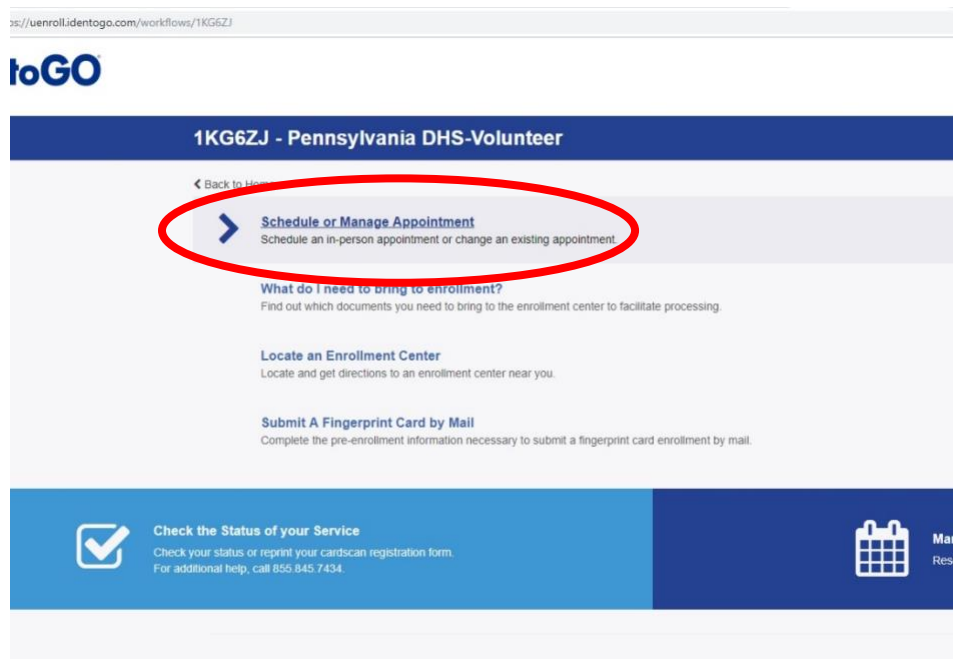 ps://uenroll.identogo.com/workflows/1KG6ZJ
toGO
1KG6ZJ - Pennsylvania DHS-Volunteer
Back to Home
Schedule or Manage Appointment
Schedule an in-person appointment or change an existing appointment.
What do I need to bring to enrollment?
Find out which documents you need to bring to the enrollment center to facilitate processing.
Locate an Enrollment Center
Locate and get directions to an enrollment center near you.
Submit A Fingerprint Card by Mail
Complete the pre-enrollment information necessary to submit a fingerprint card enrollment by mail.
Check the Status of your Service
Check your status or reprint your cardscan registration form.
For additional help, call 855.845.7434.
Mar
Res